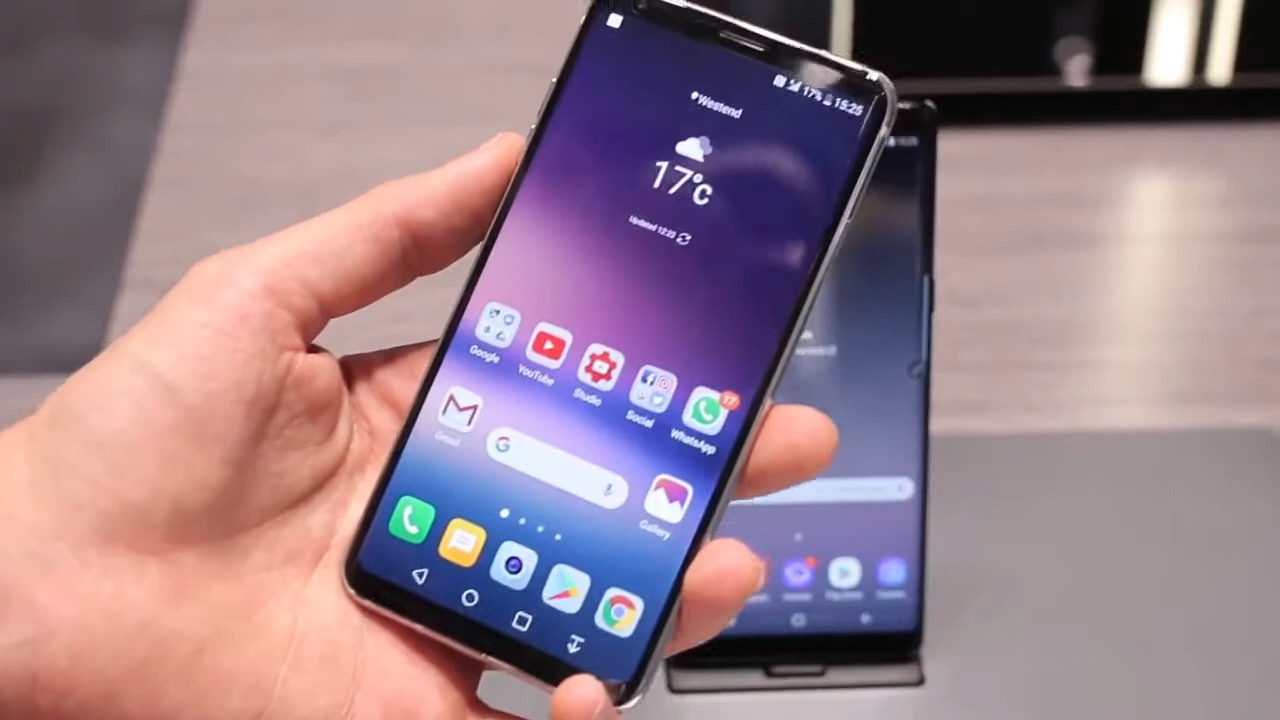 17% 15:25
Westend
17°c
Updated 12:23
Google
YouTube
Studio
Social
WhatsApp
17
Gmail
G
Gallery